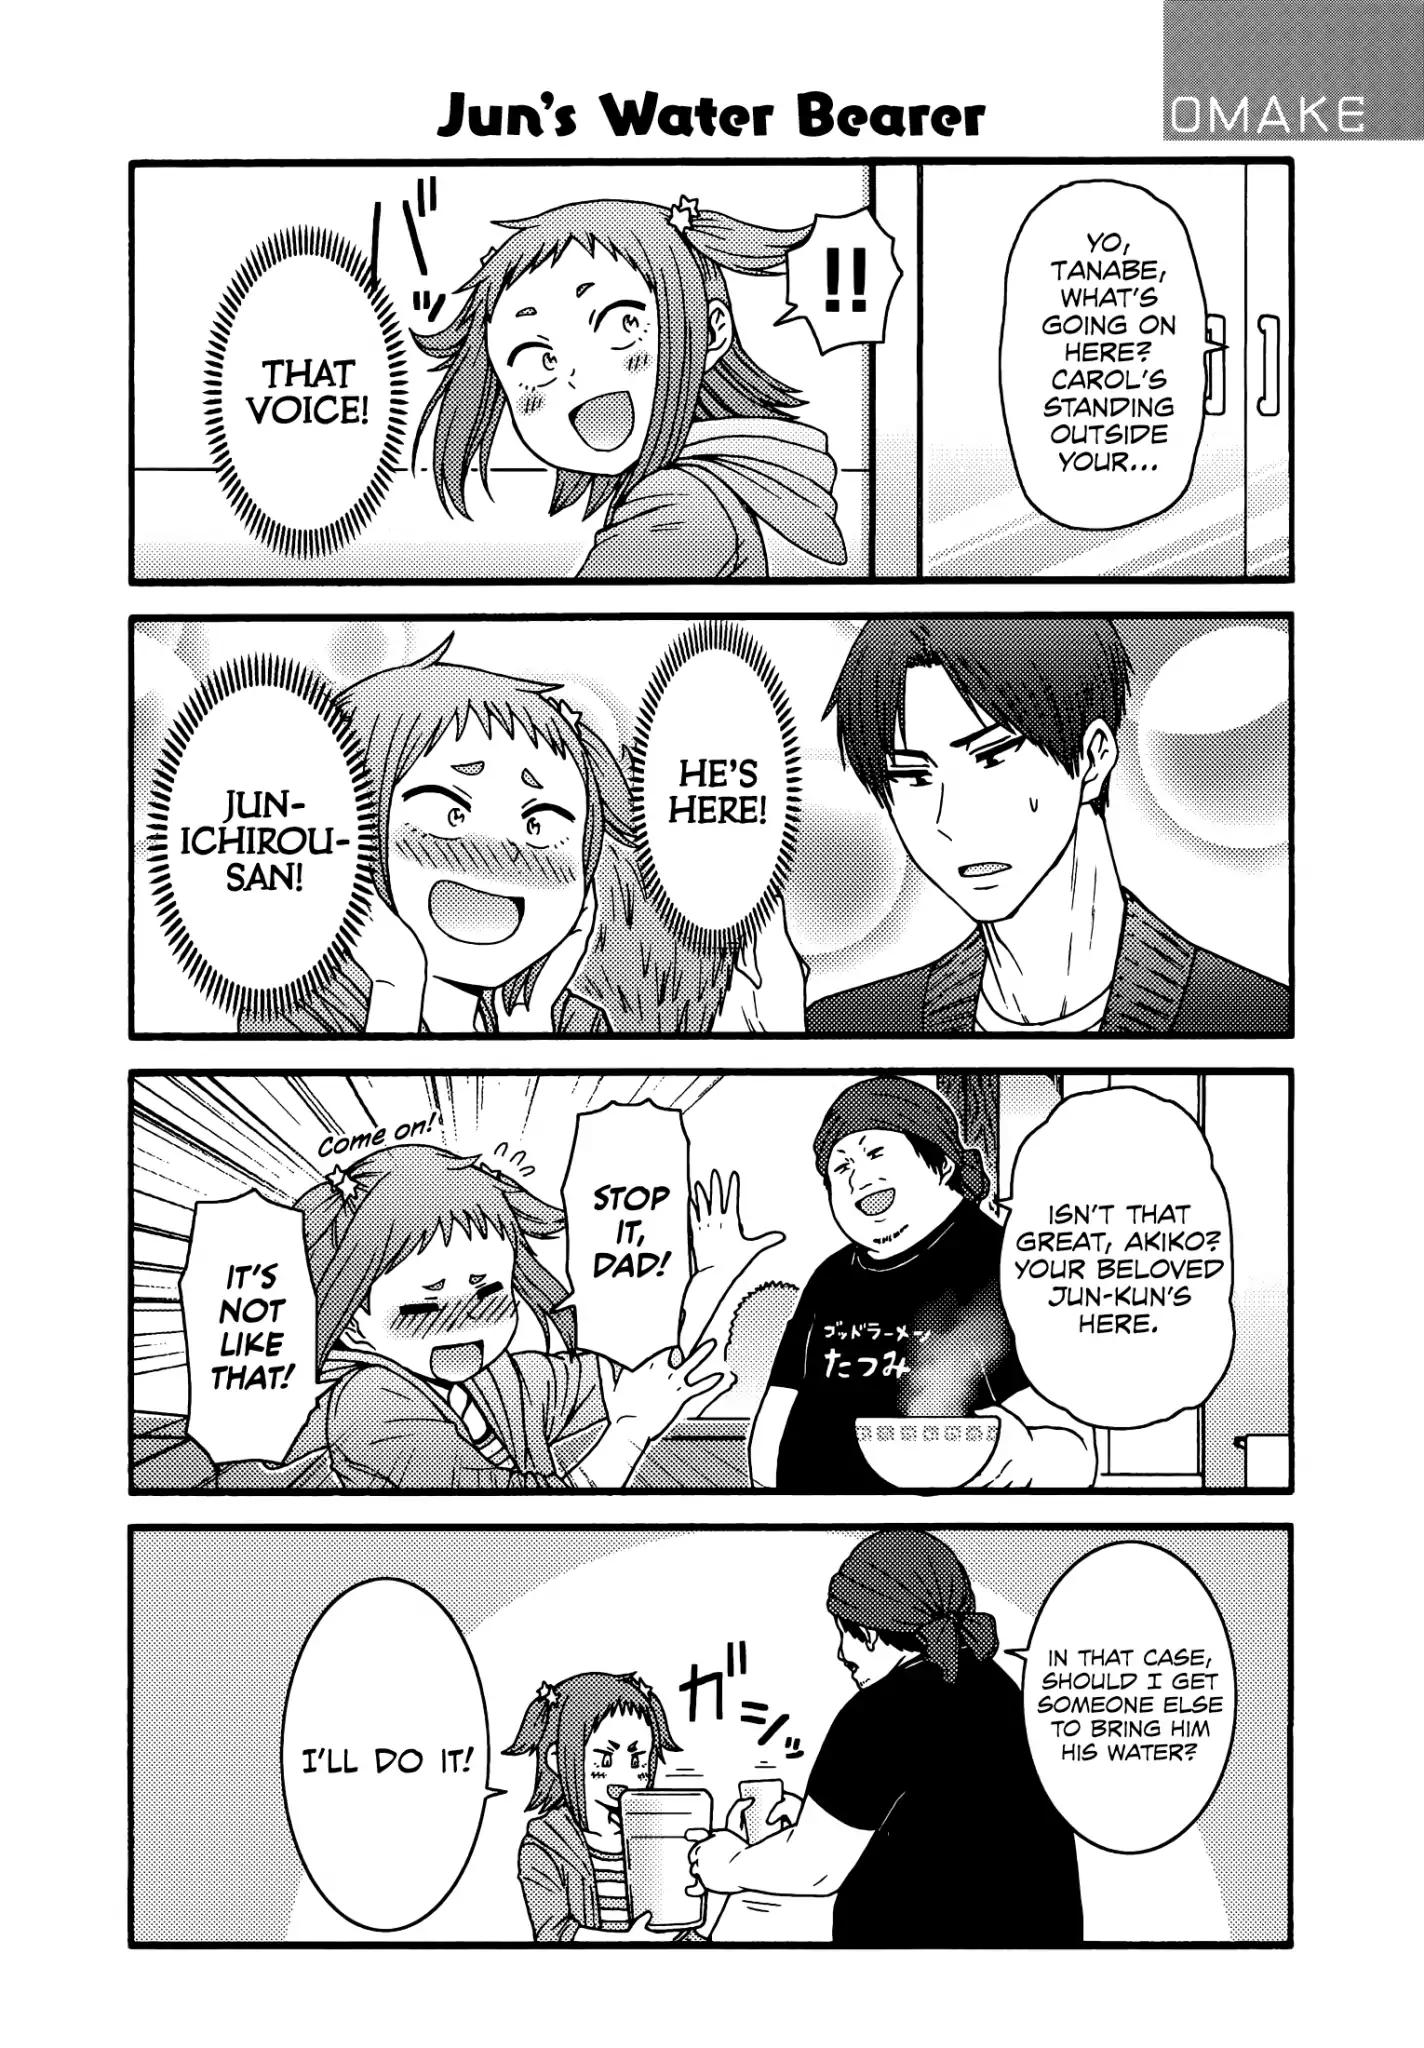 OMAKE
Jun's Water Bearer
YO,
TANABE,
WHAT'S
GOING ON
HERE?
CAROL'S
STANDING
OUTSIDE
YOUR...
!!
THAT
VOICE!
HE'S
HERE!
JUN-
ICHIROU-
SAN!
ISN'T THAT
GREAT, AKIKO?
YOUR BELOVED
JUN-KUN'S
HERE.
ゴッドラーメン
たつみ
STOP
IT,
DAD!
come on!
IT'S
NOT
LIKE
THAT!
IN THAT CASE,
SHOULD I GET
SOMEONE ELSE
TO BRING HIM
HIS WATER?
ガシッ
I'LL DO IT!